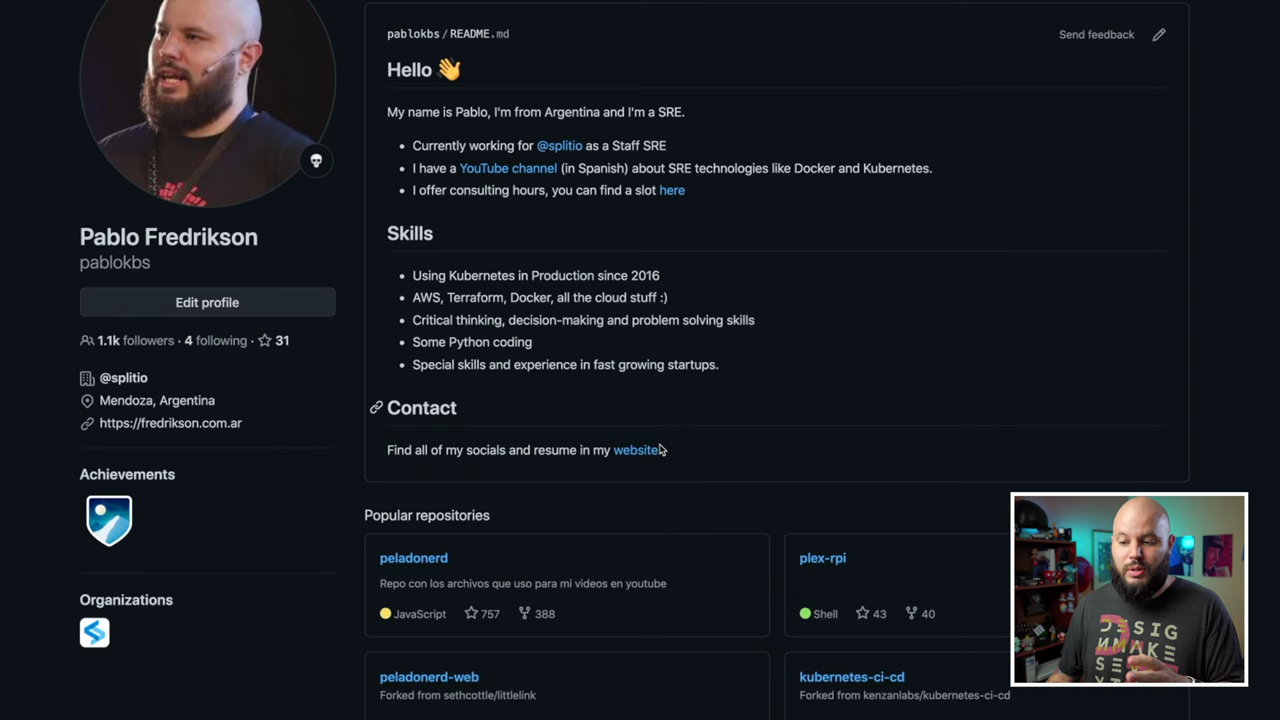 pablokbs / README.md
Send feedback
Hello 👋
My name is Pablo, I'm from Argentina and I'm a SRE.
• Currently working for @splitio as a Staff SRE
• I have a YouTube channel (in Spanish) about SRE technologies like Docker and Kubernetes.
• I offer consulting hours, you can find a slot here
Skills
• Using Kubernetes in Production since 2016
• AWS, Terraform, Docker, all the cloud stuff :)
• Critical thinking, decision-making and problem solving skills
• Some Python coding
• Special skills and experience in fast growing startups.
Contact
Find all of my socials and resume in my website
Pablo Fredrikson
pablokbs
Edit profile
1.1k followers · 4 following · 31
@splitio
Mendoza, Argentina
https://fredrikson.com.ar
Achievements
Organizations
Popular repositories
peladonerd
Repo con los archivos que uso para mi videos en youtube
JavaScript 757 388
plex-rpi
Shell 43 40
peladonerd-web
Forked from sethcottle/littlelink
kubernetes-ci-cd
Forked from kenzanlabs/kubernetes-ci-cd